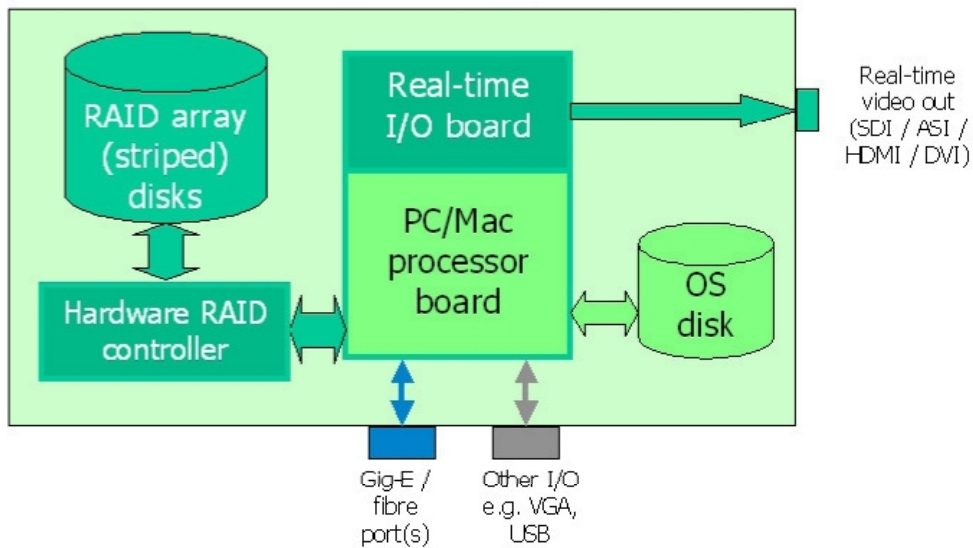 RAID array
(striped)
disks
Hardware RAID
controller
Real-time
I/O board
PC/Mac
processor
board
OS
disk
Real-time
video out
(SDI / ASI /
HDMI / DVI)
Gig-E /
fibre
port(s)
Other I/O
e.g. VGA,
USB